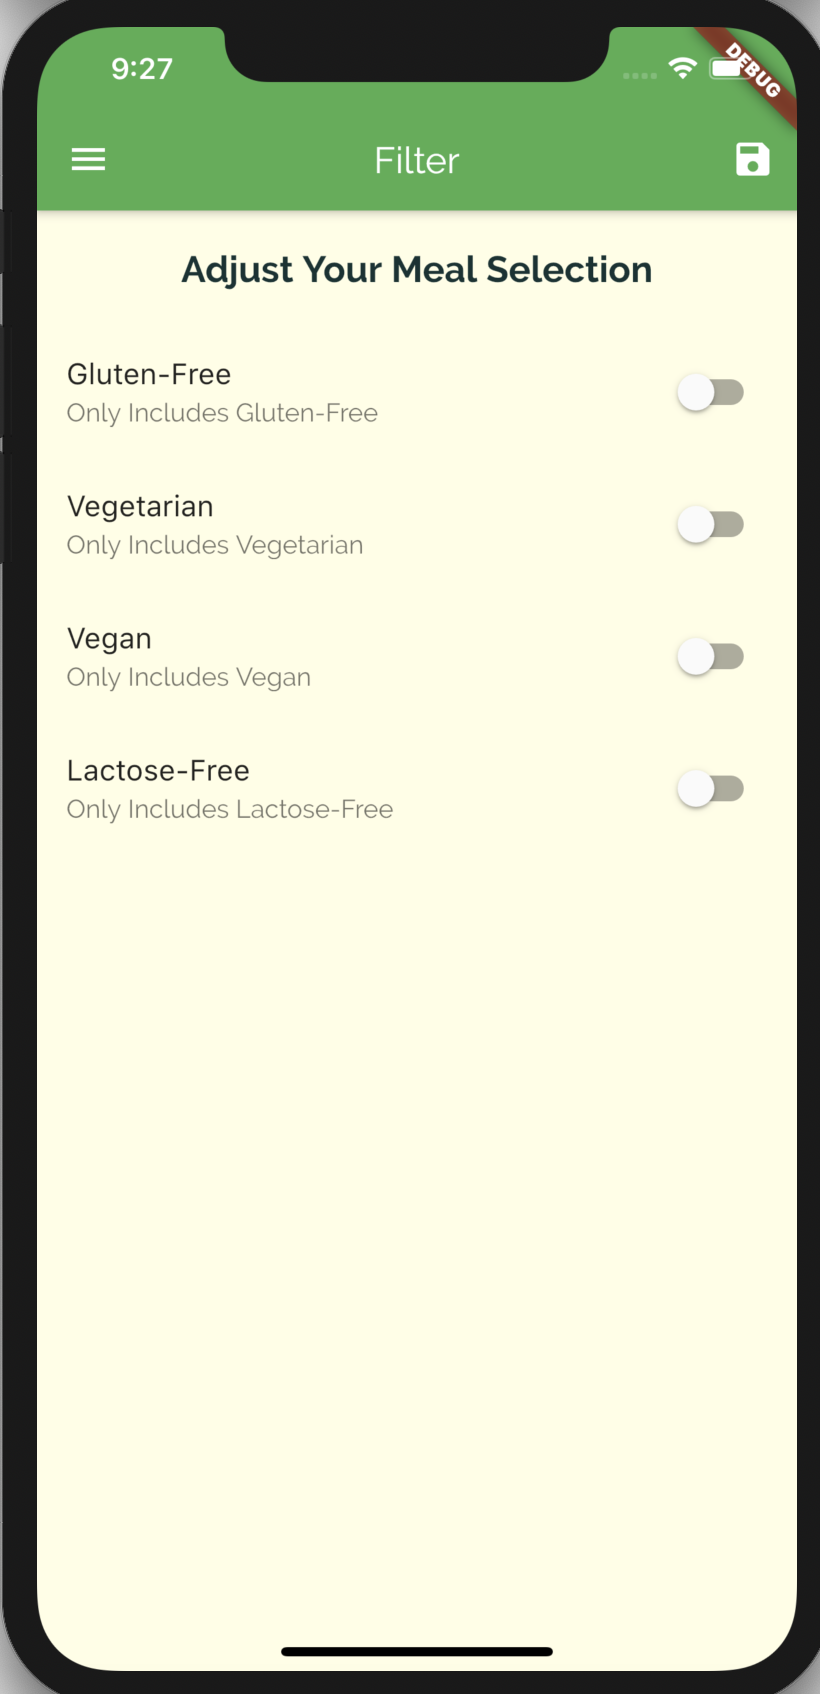 9:27
DEBUG
Filter
Adjust Your Meal Selection
Gluten-Free
Only Includes Gluten-Free
Vegetarian
Only Includes Vegetarian
Vegan
Only Includes Vegan
Lactose-Free
Only Includes Lactose-Free